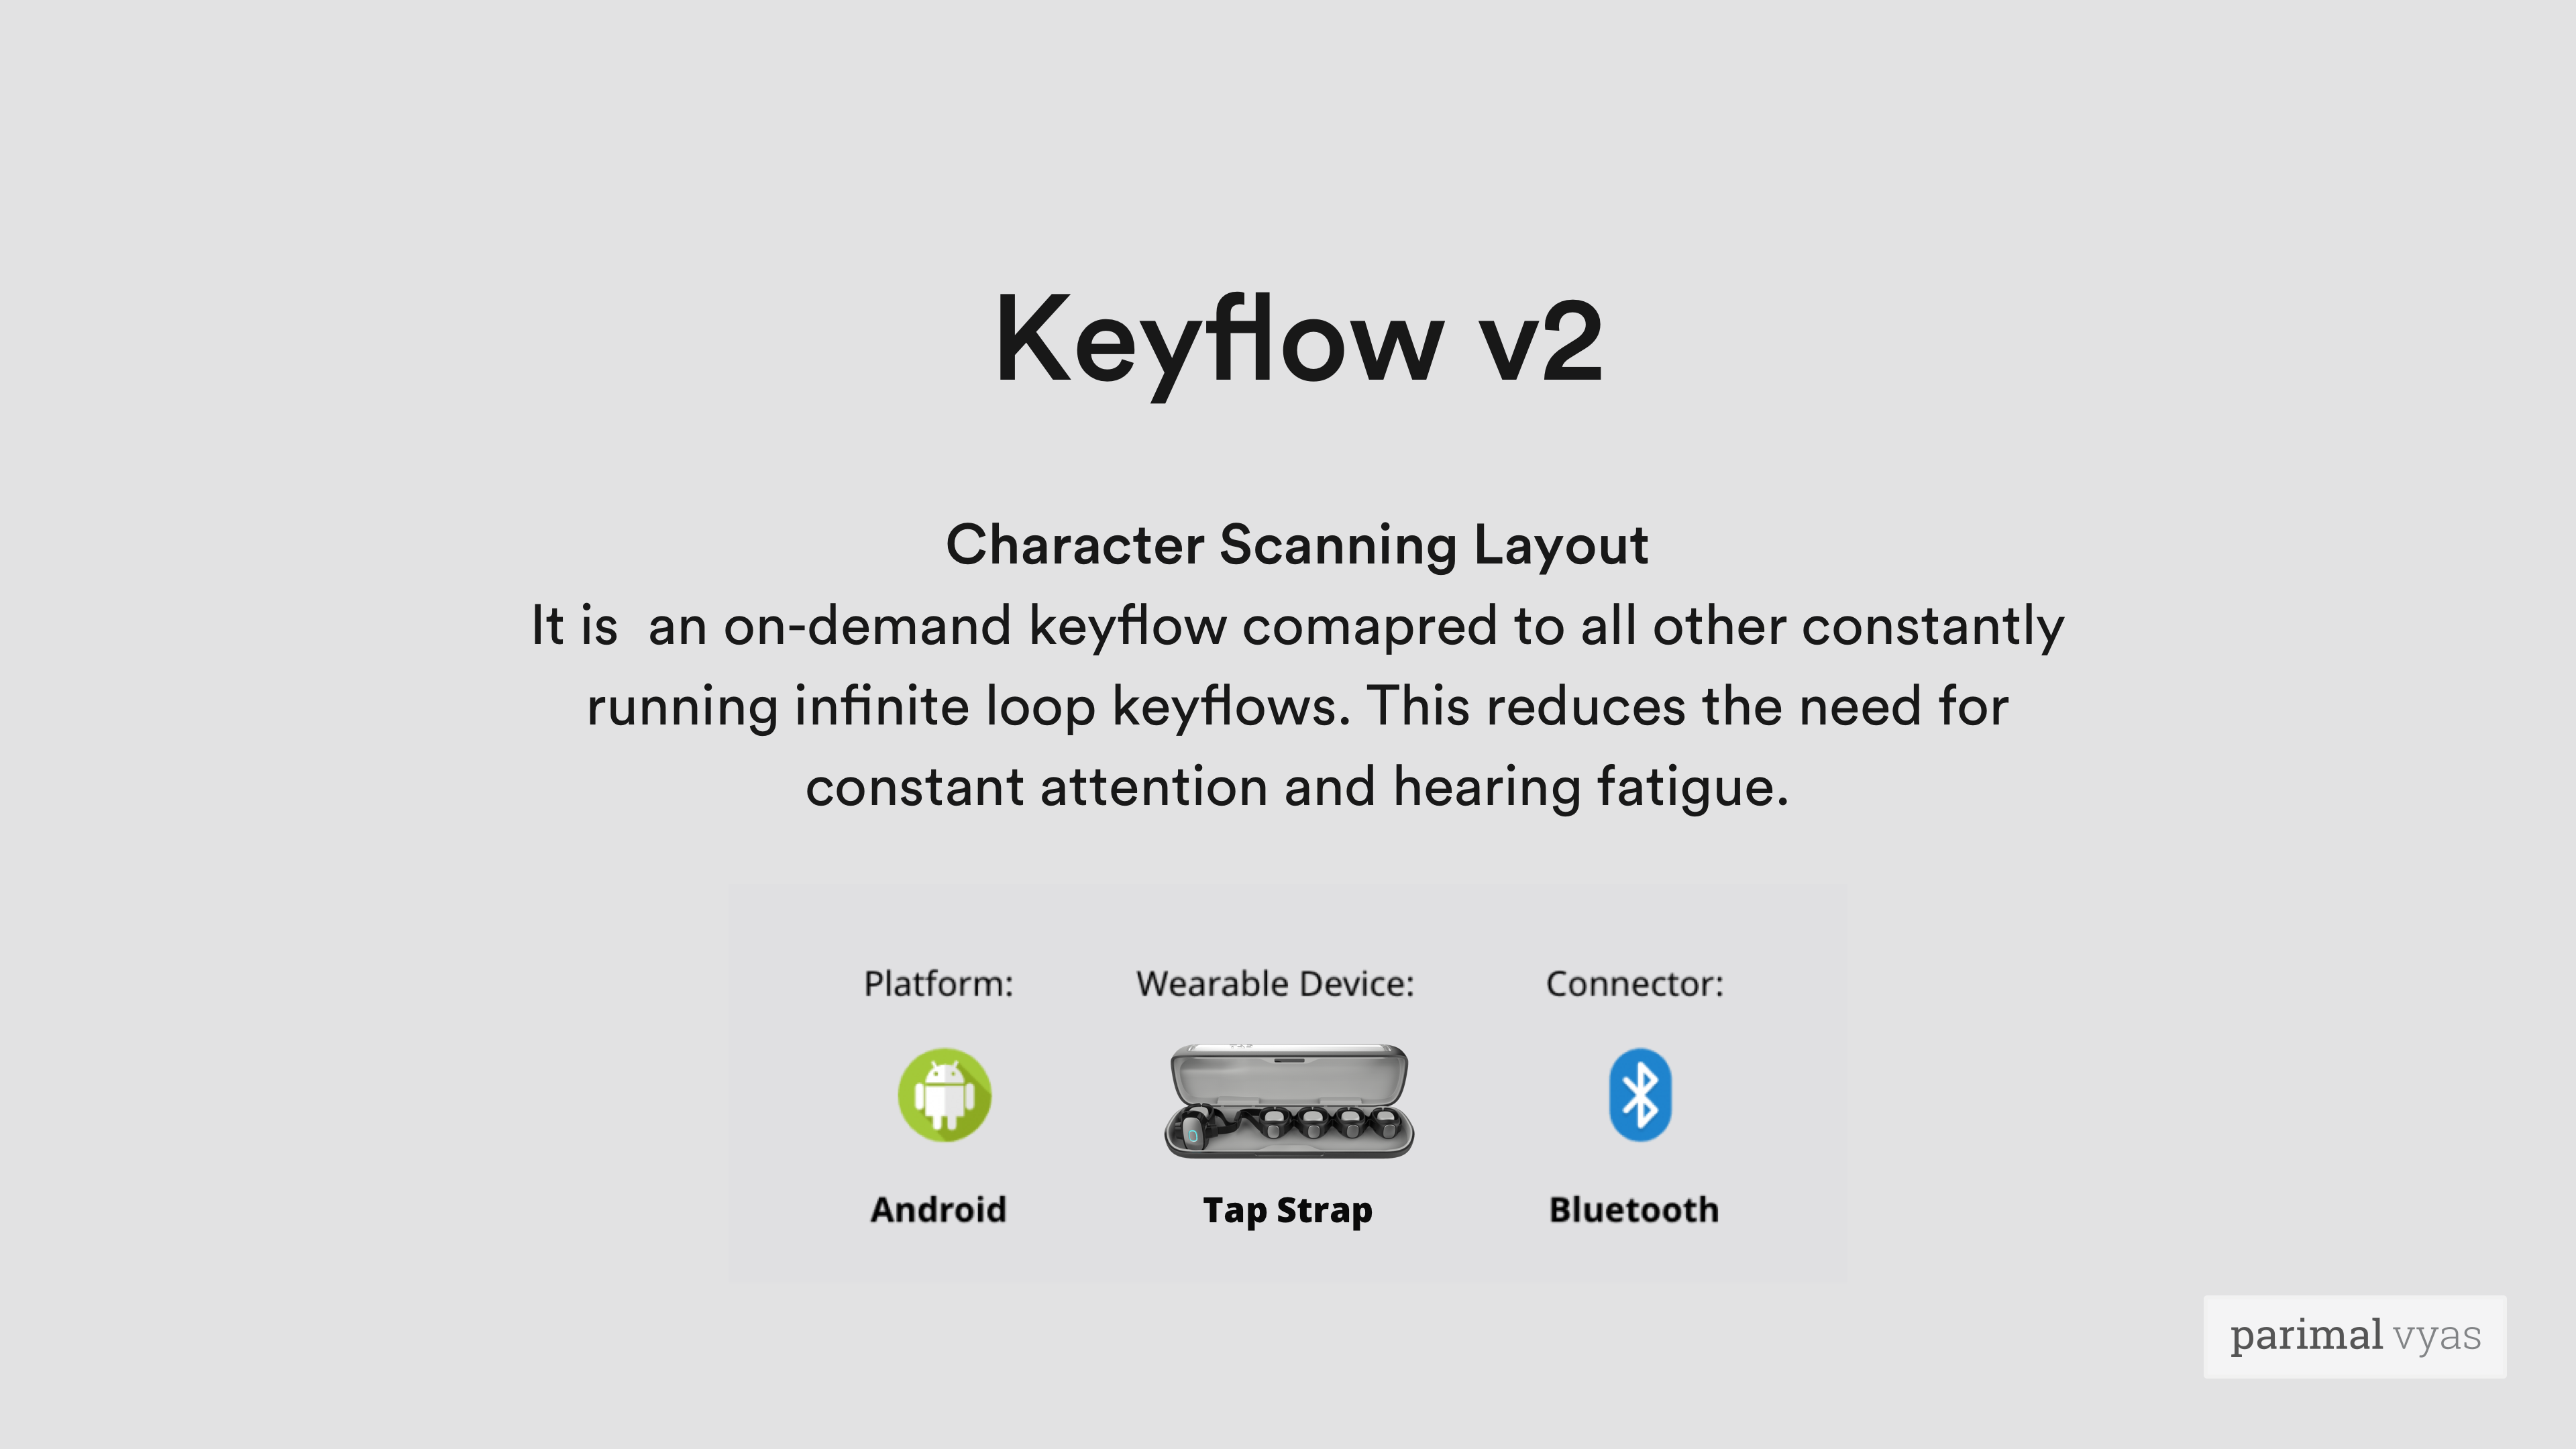 Keyflow v2
Character Scanning Layout
It is  an on-demand keyflow comapred to all other constantly
running infinite loop keyflows. This reduces the need for
constant attention and hearing fatigue.
Platform: Wearable Device: Connector:
Android Tap Strap Bluetooth
parimal vyas